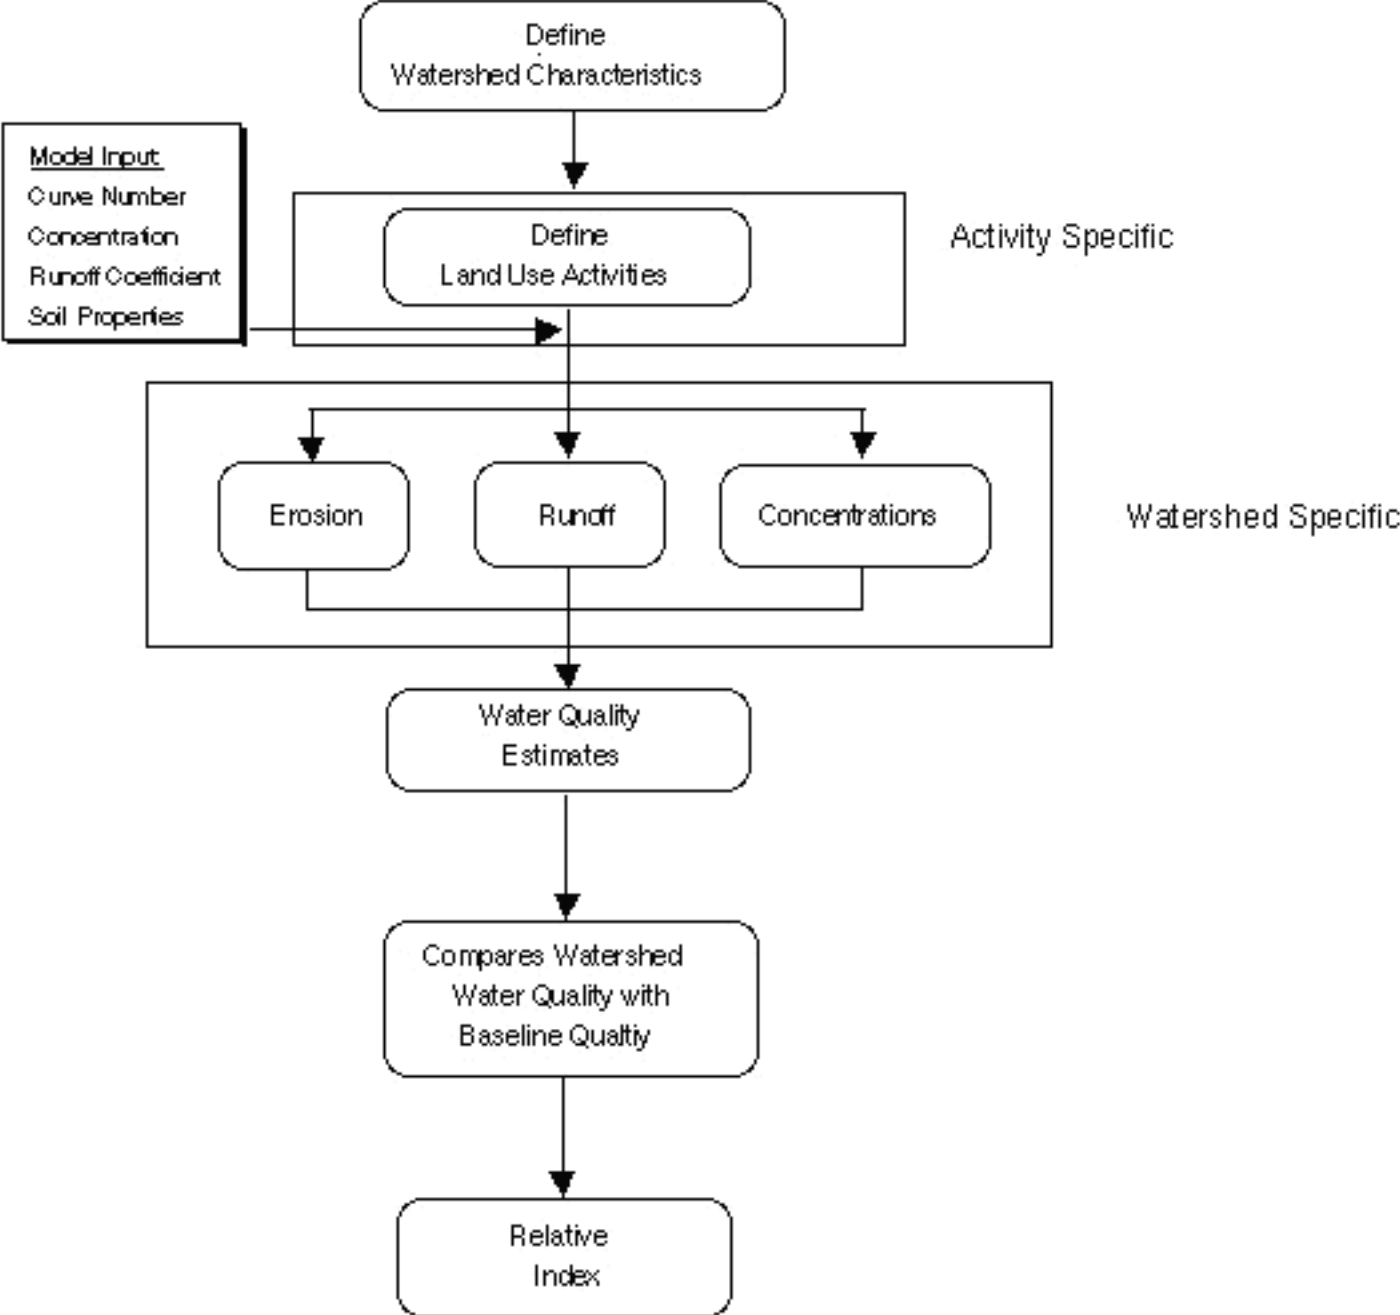 Define
Watershed Characteristics
Model Input
Curve Number
Concentration
Runoff Coefficient
Soil Properties
Define
Land Use Activities
Activity Specific
Erosion
Runoff
Concentrations
Watershed Specific
Water Quality
Estimates
Compares Watershed
Water Quality with
Baseline Qualtiy
Relative
Index